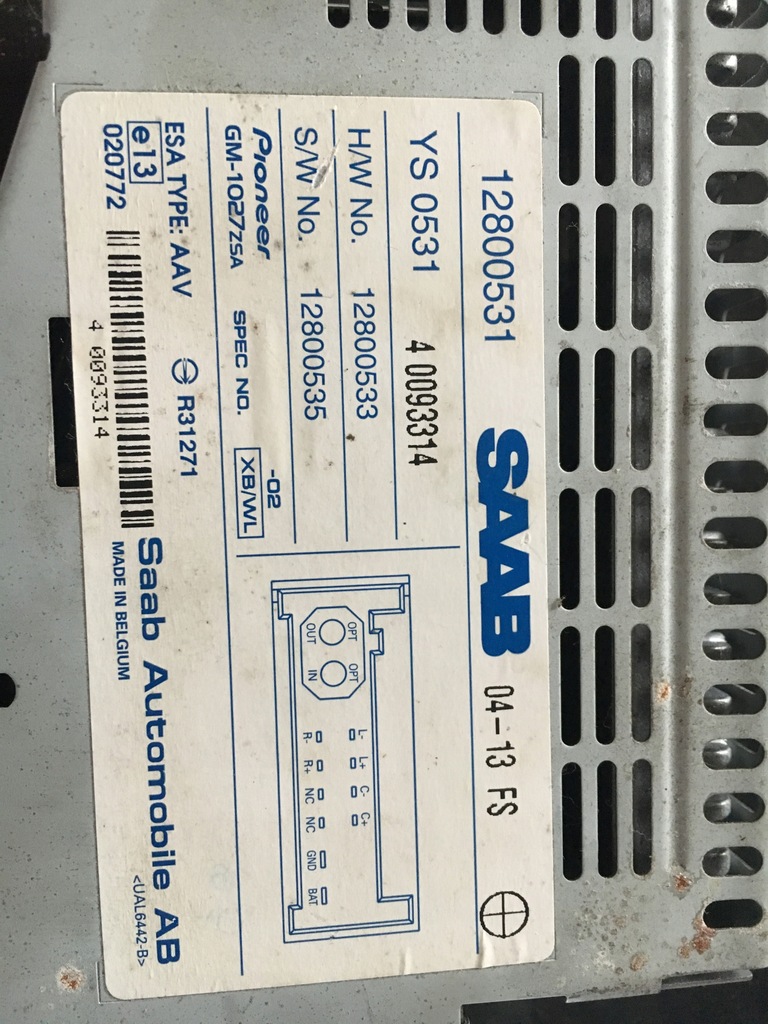 12800531 SAAB 04-13 FS
YS 0531 4 0093314
H/W No. 12800533
S/W No. 12800535
Pioneer
GM-1027ZSA SPEC NO. -02
XB/WL
ESA TYPE: AAV R31271
e13
020772
4 0093314
Saab Automobile AB
MADE IN BELGIUM
<UAL6442-B>
OPT OPT
OUT IN
L- L+ C- C+
R- R+ NC NC GND BAT